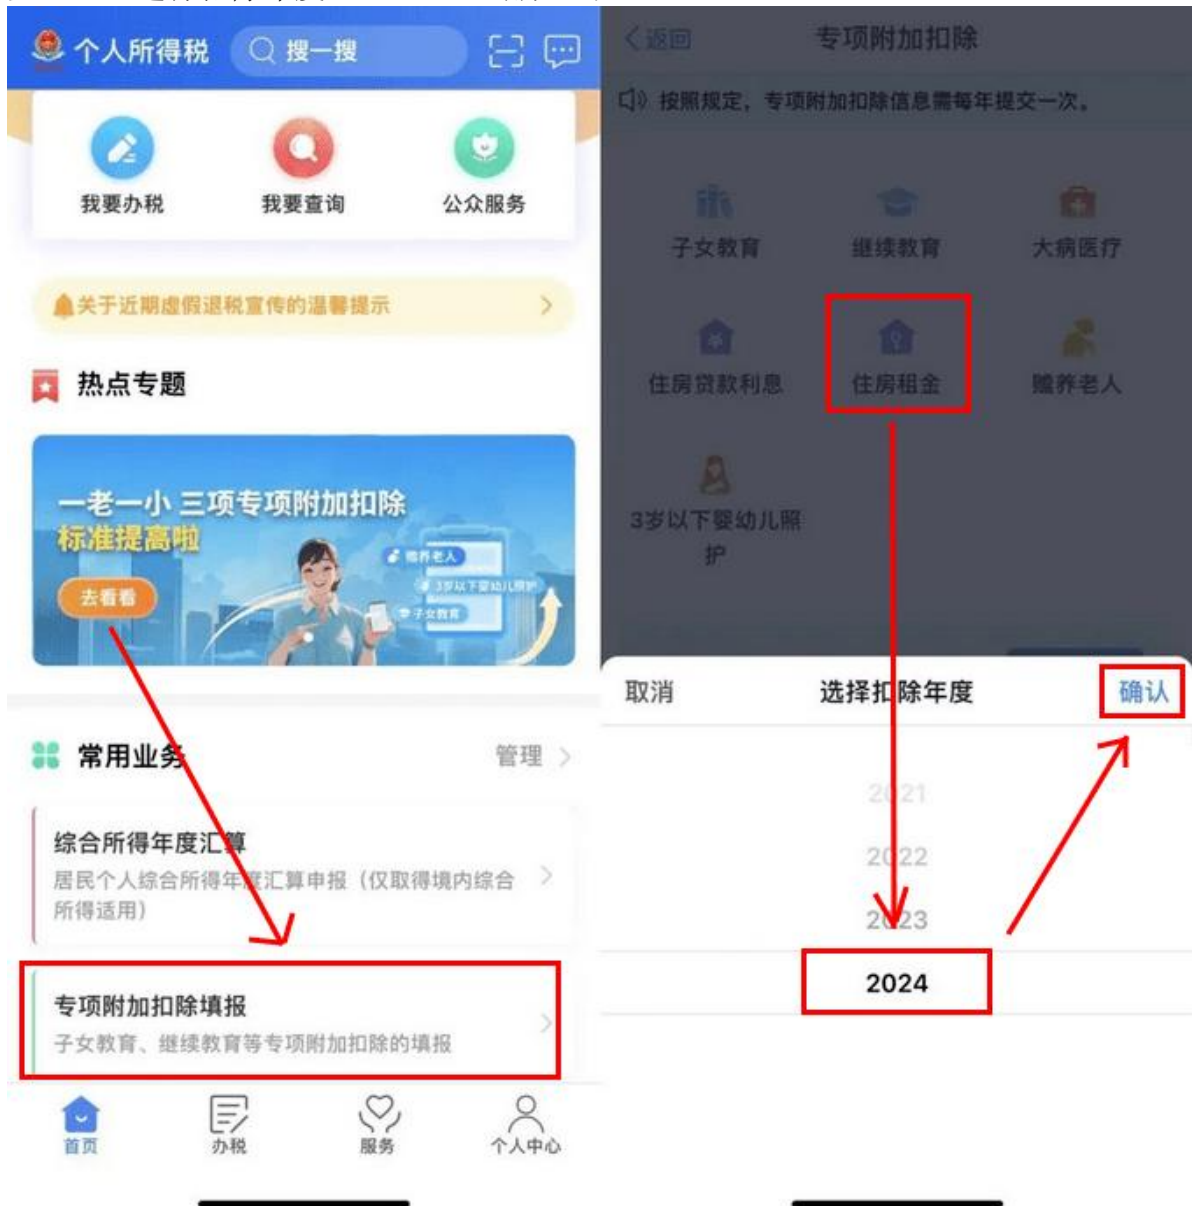 个人所得税
搜一搜
我要办税
我要查询
公众服务
关于近期虚假退税宣传的温馨提示
热点专题
一老一小 三项专项附加扣除
标准提高啦
去看看
赡养老人
3岁以下婴幼儿照护
子女教育
常用业务
管理
综合所得年度汇算
居民个人综合所得年度汇算申报（仅取得境内综合
所得适用）
专项附加扣除填报
子女教育、继续教育等专项附加扣除的填报
首页
办税
服务
个人中心
返回
专项附加扣除
按照规定，专项附加扣除信息需每年提交一次。
子女教育
继续教育
大病医疗
住房贷款利息
住房租金
赡养老人
3岁以下婴幼儿照
护
取消
选择扣除年度
确认
2021
2022
2023
2024